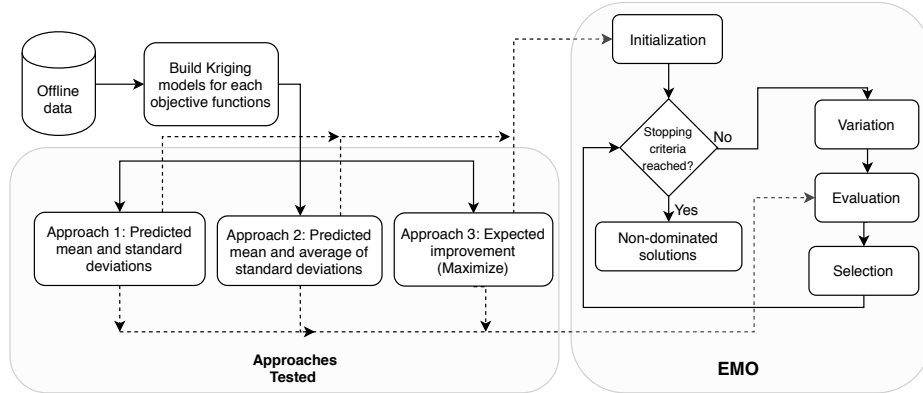 Offline
data
Build Kriging
models for each
objective functions
Approach 1: Predicted
mean and standard
deviations
Approach 2: Predicted
mean and average of
standard deviations
Approach 3: Expected
improvement
(Maximize)
Approaches
Tested
Initialization
Stopping
criteria
reached?
No
Yes
Non-dominated
solutions
Variation
Evaluation
Selection
EMO